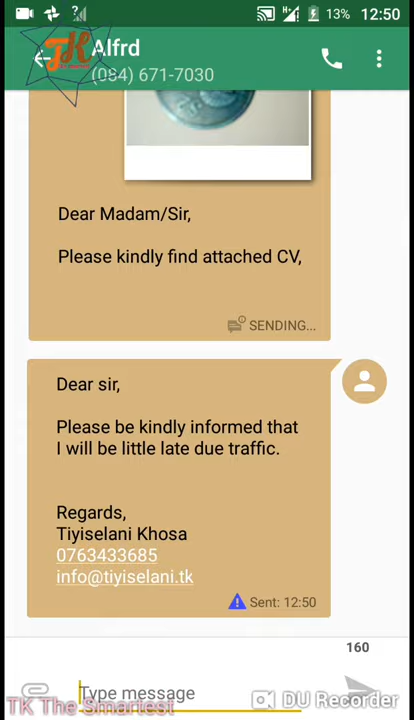 13% 12:50
Alfrd
(084) 671-7030
TK
Dear Madam/Sir,
Please kindly find attached CV,
SENDING...
Dear sir,
Please be kindly informed that
I will be little late due traffic.
Regards,
Tiyiselani Khosa
0763433685
info@tiyiselani.tk
Sent: 12:50
160
Type message
TK The Smartest
DU Recorder